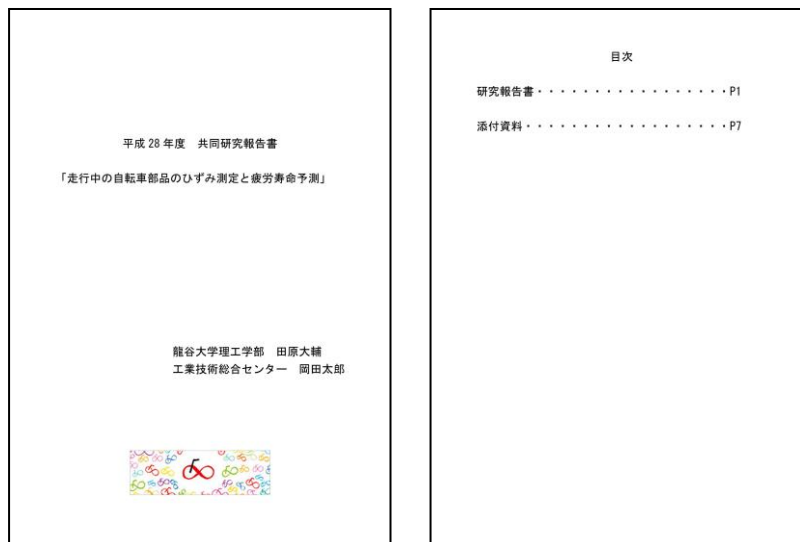 平成 28 年度　共同研究報告書
「走行中の自転車部品のひずみ測定と疲労寿命予測」
龍谷大学理工学部　田原大輔
工業技術総合センター　岡田太郎
目次
研究報告書・・・・・・・・・・・・・・・・・P1
添付資料・・・・・・・・・・・・・・・・・・P7